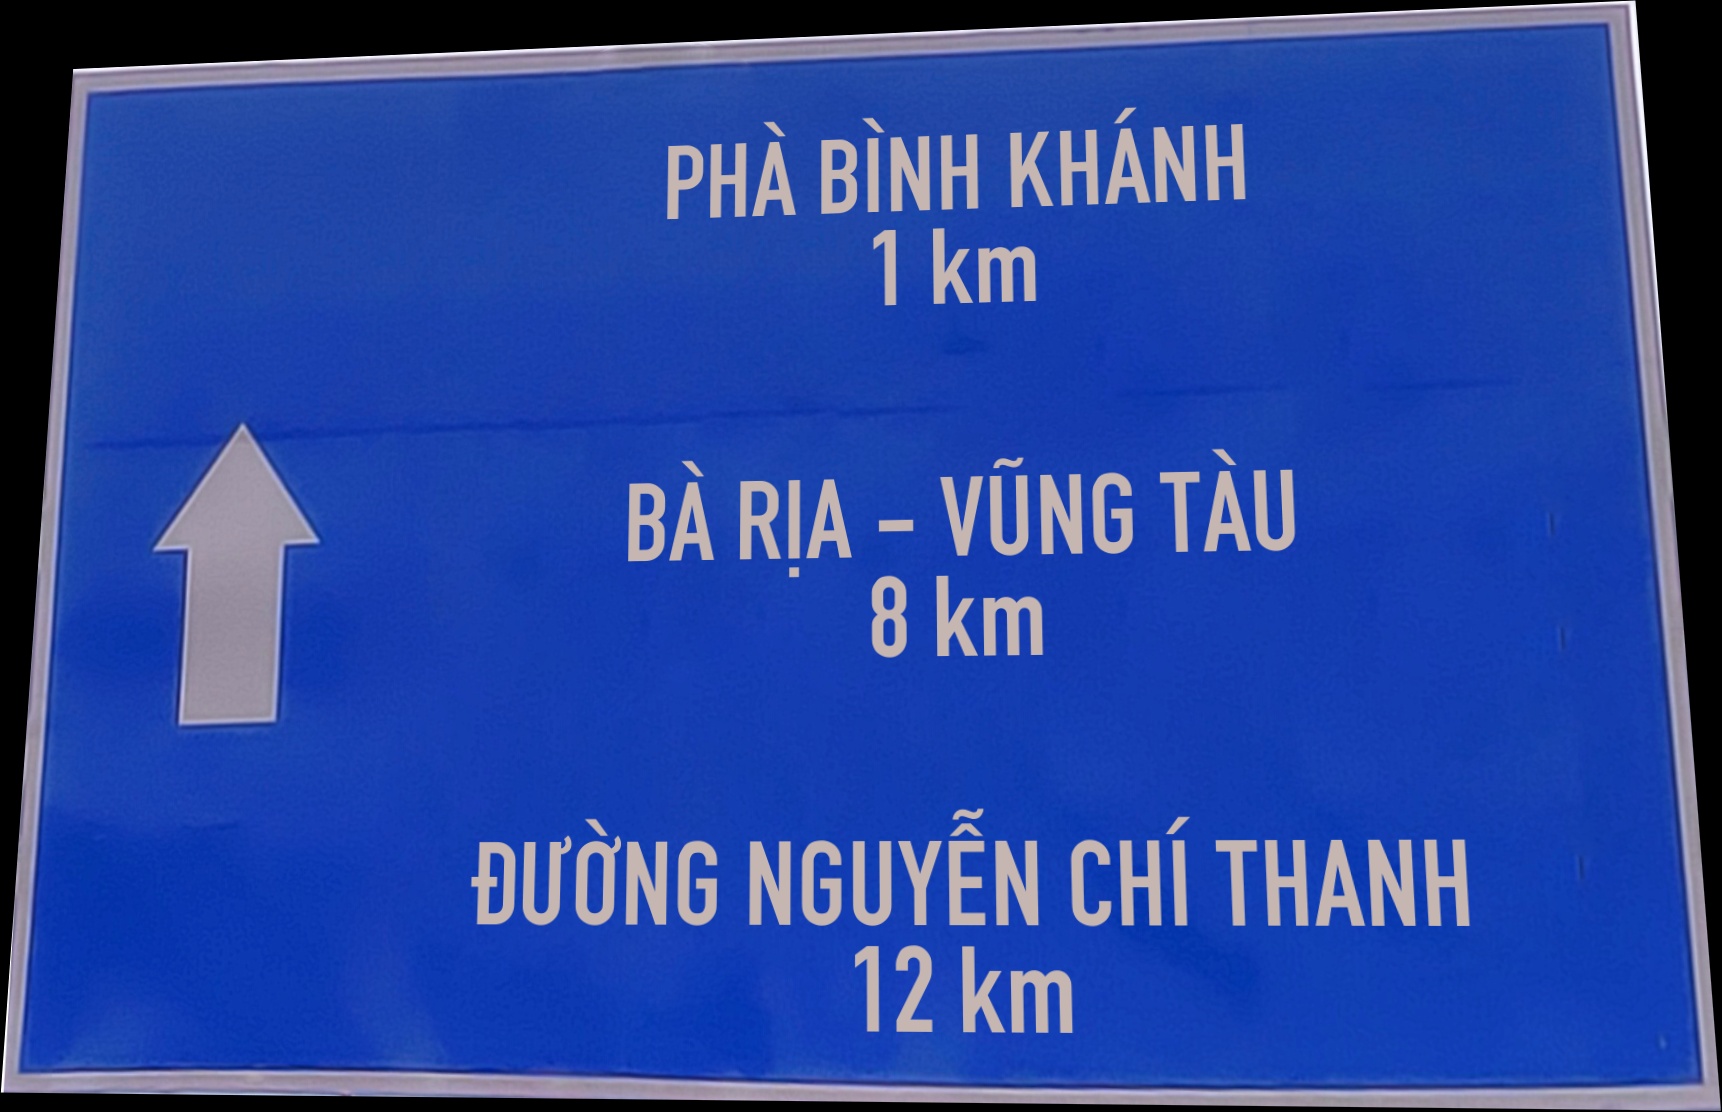 PHÀ BÌNH KHÁNH
1 km
BÀ RỊA – VŨNG TÀU
8 km
ĐƯỜNG NGUYỄN CHÍ THANH
12 km